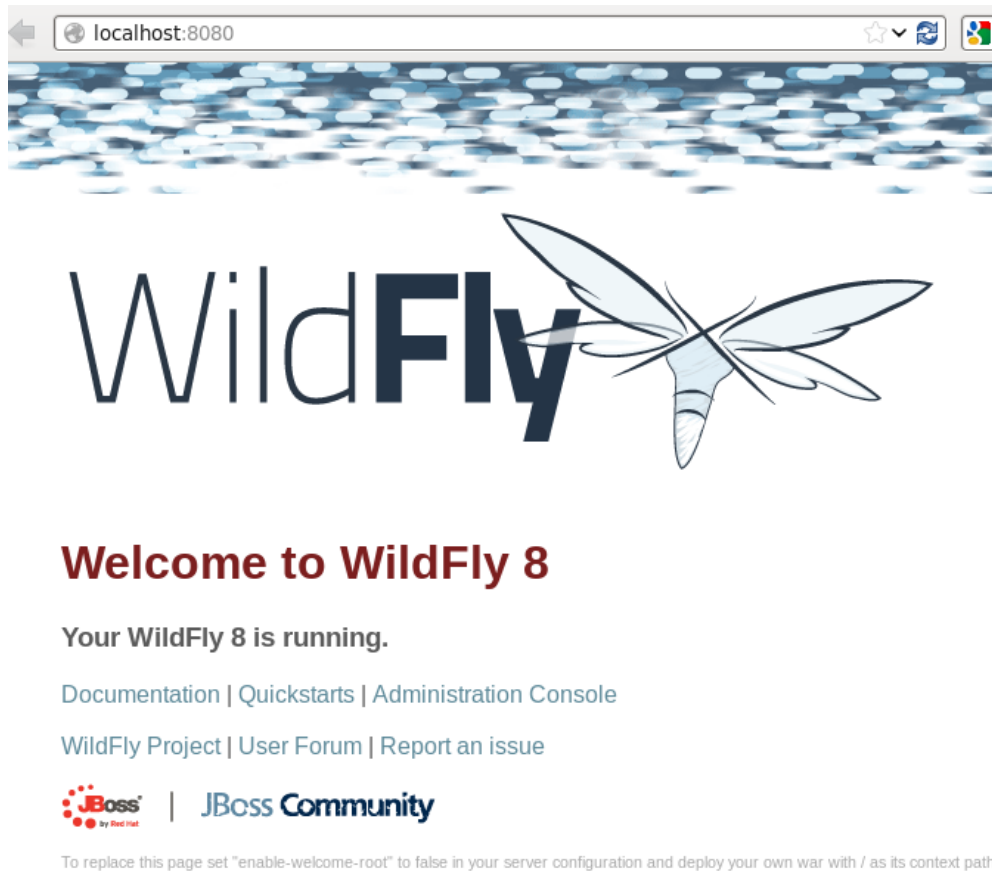 localhost:8080
WildFly
Welcome to WildFly 8
Your WildFly 8 is running.
Documentation | Quickstarts | Administration Console
WildFly Project | User Forum | Report an issue
JBoss by Red Hat | JBoss Community
To replace this page set "enable-welcome-root" to false in your server configuration and deploy your own war with / as its context path